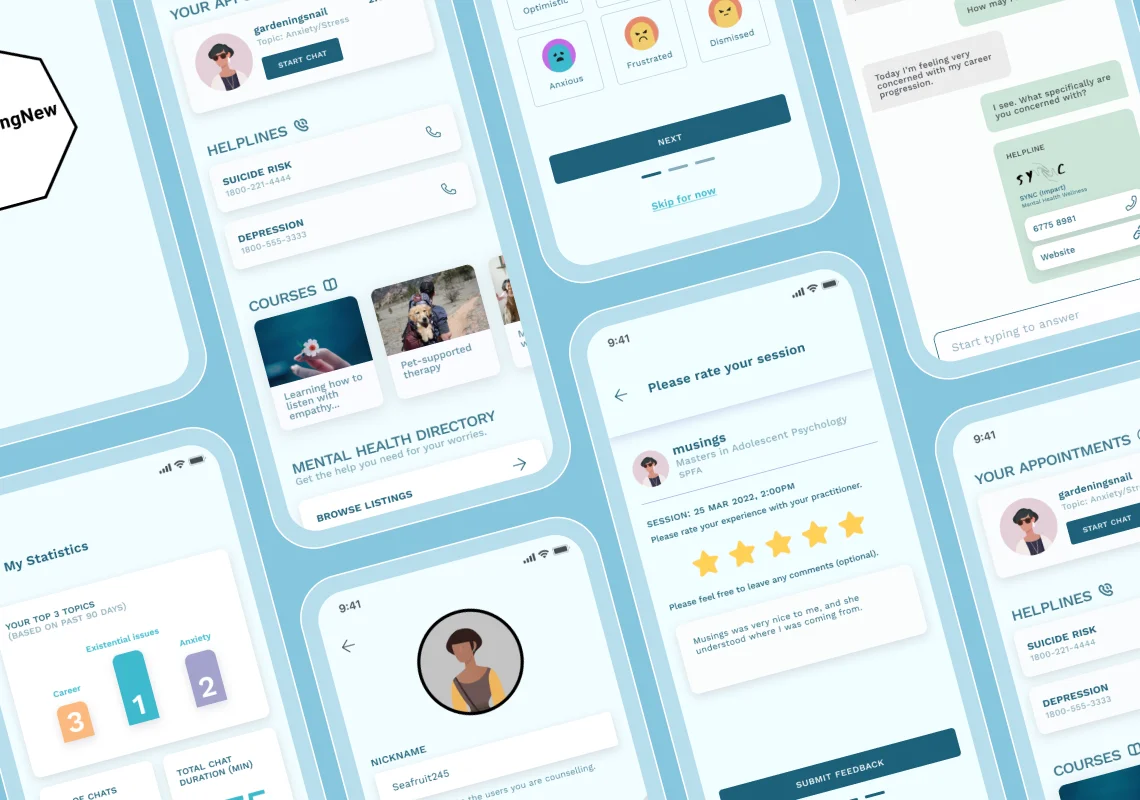 ngNew
gardeningsnail
Topic: Anxiety/Stress
START CHAT
HELPLINES
SUICIDE RISK
1800-221-4444
DEPRESSION
1800-555-3333
COURSES
Learning how to
listen with
empathy...
Pet-supported
therapy
MENTAL HEALTH DIRECTORY
Get the help you need for your worries.
BROWSE LISTINGS
Optimistic
Anxious
Frustrated
Dismissed
NEXT
Skip for now
How may
Today I'm feeling very
concerned with my career
progression.
I see. What specifically are
you concerned with?
HELPLINE
SYNC
SYNC (Impart)
Mental Health Wellness
6775 8981
Website
Start typing to answer
My Statistics
YOUR TOP 3 TOPICS
(BASED ON PAST 90 DAYS)
Career
Existential issues
Anxiety
3
1
2
OF CHATS
TOTAL CHAT
DURATION (MIN)
9:41
NICKNAME
Seafruit245
the users you are counselling.
9:41
Please rate your session
musings
Masters in Adolescent Psychology
SPFA
SESSION: 25 MAR 2022, 2:00PM
Please rate your experience with your practitioner.
Please feel free to leave any comments (optional).
Musings was very nice to me, and she
understood where I was coming from.
SUBMIT FEEDBACK
9:41
YOUR APPOINTMENTS
gardeningsnail
Topic: Anxiety/Str
START CHAT
HELPLINES
SUICIDE RISK
1800-221-4444
DEPRESSION
1800-555-3333
COURSES